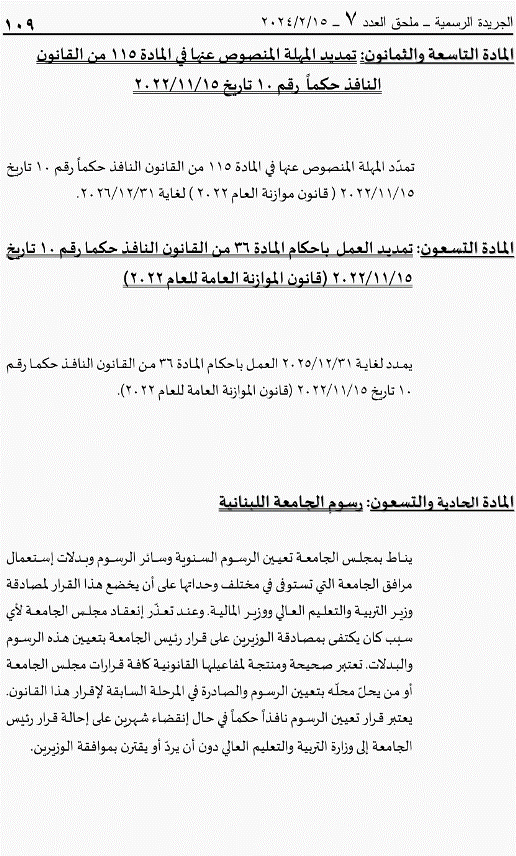 الجريدة الرسمية – ملحق العدد ٧ – ٢٠٢٤/٢/١٥ ١٠٩
المادة التاسعة والثمانون: تمديد المهلة المنصوص عنها في المادة ١١٥ من القانون
النافذ حكماً رقم ١٠ تاريخ ٢٠٢٢/١١/١٥
تمدّد المهلة المنصوص عنها في المادة ١١٥ من القانون النافذ حكماً رقم ١٠ تاريخ
٢٠٢٢/١١/١٥ ( قانون موازنة العام ٢٠٢٢ ) لغاية ٢٠٢٦/١٢/٣١.
المادة التسعون: تمديد العمل باحكام المادة ٣٦ من القانون النافذ حكما رقم ١٠ تاريخ
٢٠٢٢/١١/١٥ (قانون الموازنة العامة للعام ٢٠٢٢)
يمدد لغاية ٢٠٢٥/١٢/٣١ العمل باحكام المادة ٣٦ من القانون النافذ حكما رقم
١٠ تاريخ ٢٠٢٢/١١/١٥ (قانون الموازنة العامة للعام ٢٠٢٢).
المادة الحادية والتسعون: رسوم الجامعة اللبنانية
يناط بمجلس الجامعة تعيين الرسوم السنوية وسائر الرسوم وبدلات إستعمال
مرافق الجامعة التي تستوفى في مختلف وحداتها على أن يخضع هذا القرار لمصادقة
وزير التربية والتعليم العالي ووزير المالية. وعند تعذّر إنعقاد مجلس الجامعة لأي
سبب كان يكتفى بمصادقة الوزيرين على قرار رئيس الجامعة بتعيين هذه الرسوم
والبدلات. تعتبر صحيحة ومنتجة لمفاعيلها القانونية كافة قرارات مجلس الجامعة
أو من يحلّ محلّه بتعيين الرسوم والصادرة في المرحلة السابقة لإقرار هذا القانون.
يعتبر قرار تعيين الرسوم نافذاً حكماً في حال إنقضاء شهرين على إحالة قرار رئيس
الجامعة إلى وزارة التربية والتعليم العالي دون أن يردّ أو يقترن بموافقة الوزيرين.